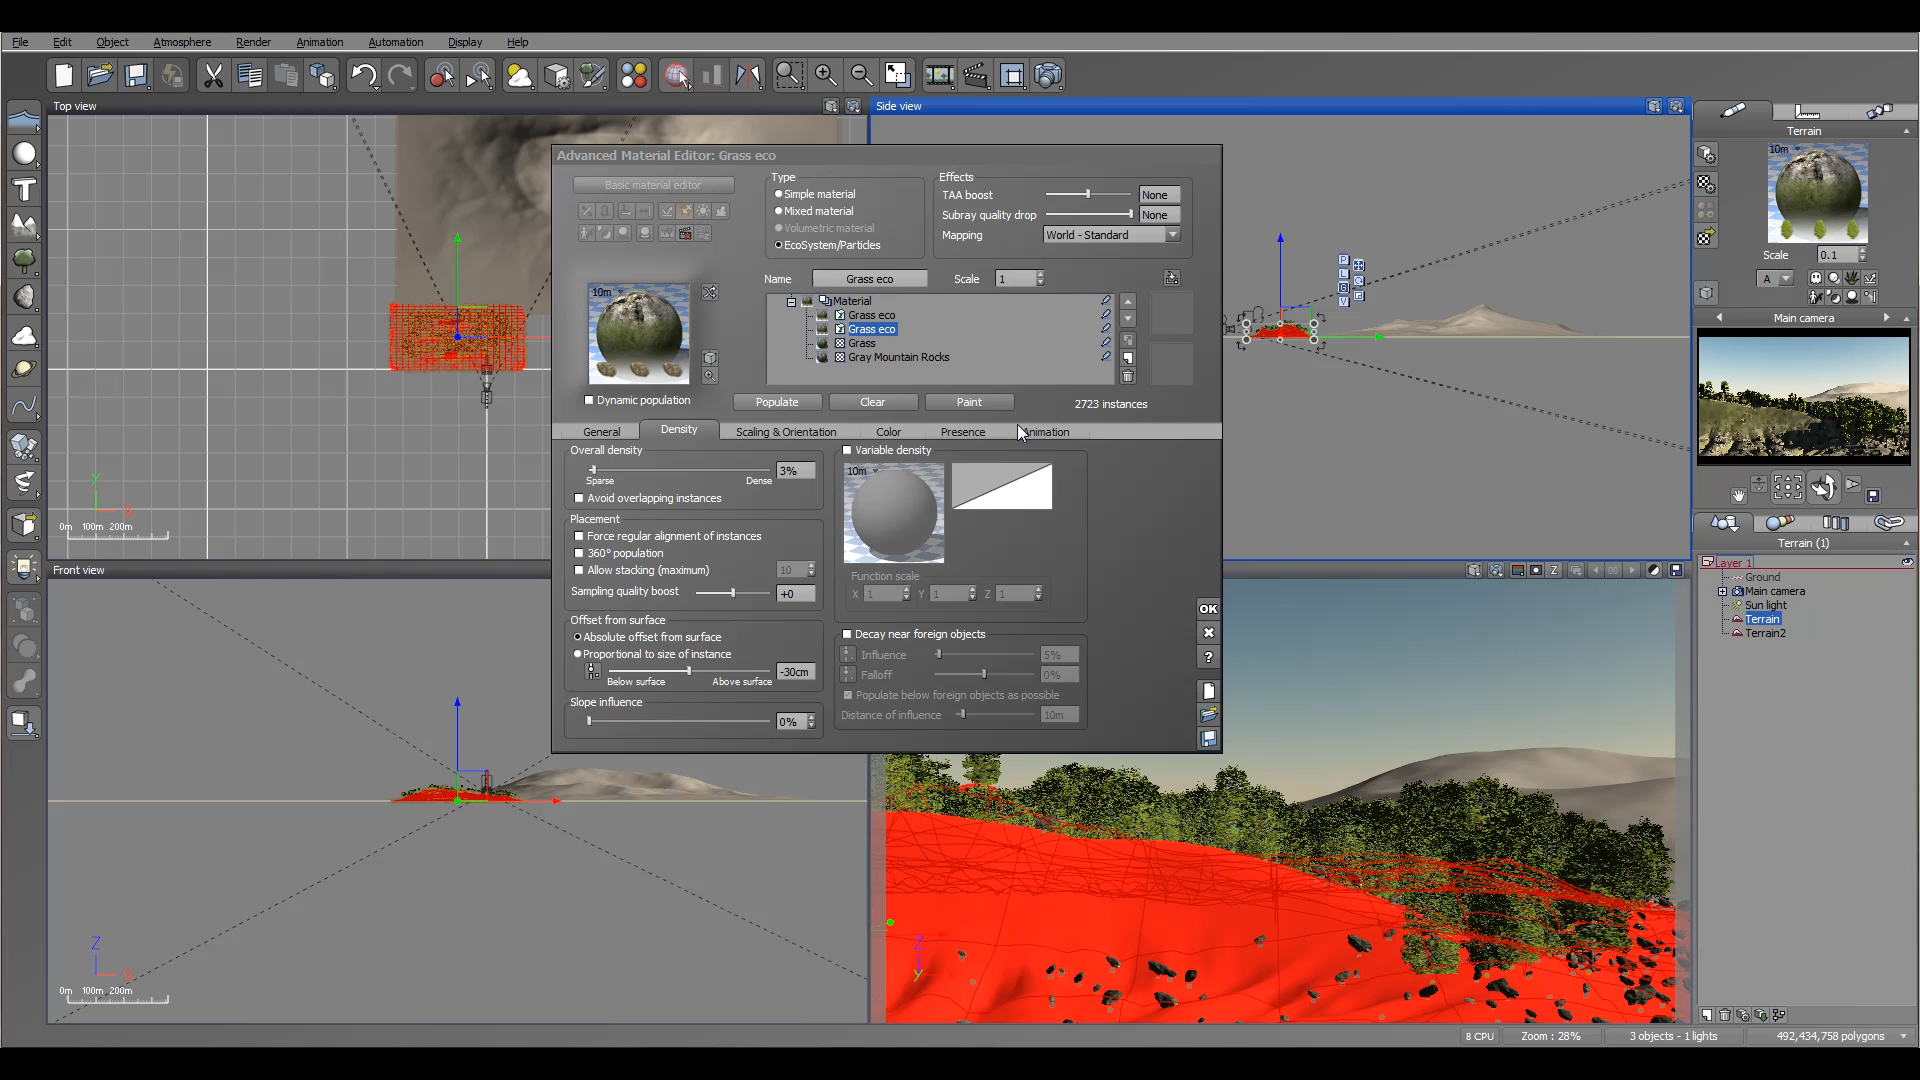 File Edit Object Atmosphere Render Animation Automation Display Help
Top view
Side view
Terrain
10m
Scale 0.1
A
Main camera
Advanced Material Editor: Grass eco
Basic material editor
Type
Simple material
Mixed material
Volumetric material
EcoSystem/Particles
Effects
TAA boost None
Subray quality drop None
Mapping World - Standard
Name Grass eco Scale 1
10m
Material
Grass eco
Grass eco
Grass
Gray Mountain Rocks
Dynamic population Populate Clear Paint 2723 instances
General Density Scaling & Orientation Color Presence Animation
Overall density
3%
Sparse Dense
Avoid overlapping instances
Placement
Force regular alignment of instances
360° population
Allow stacking (maximum) 10
Sampling quality boost +0
Offset from surface
Absolute offset from surface
Proportional to size of instance
-30cm
Below surface Above surface
Slope influence
0%
Variable density
10m
Function scale
X 1 Y 1 Z 1
Decay near foreign objects
Influence 5%
Falloff 0%
Populate below foreign objects as possible
Distance of influence 10m
OK
?
P
L
G
V
Y
X
0m 100m 200m
Front view
Z
X
0m 100m 200m
Z
Z
Y
Terrain (1)
Layer 1
Ground
Main camera
Sun light
Terrain
Terrain2
8 CPU Zoom : 28% 3 objects - 1 lights 492,434,758 polygons